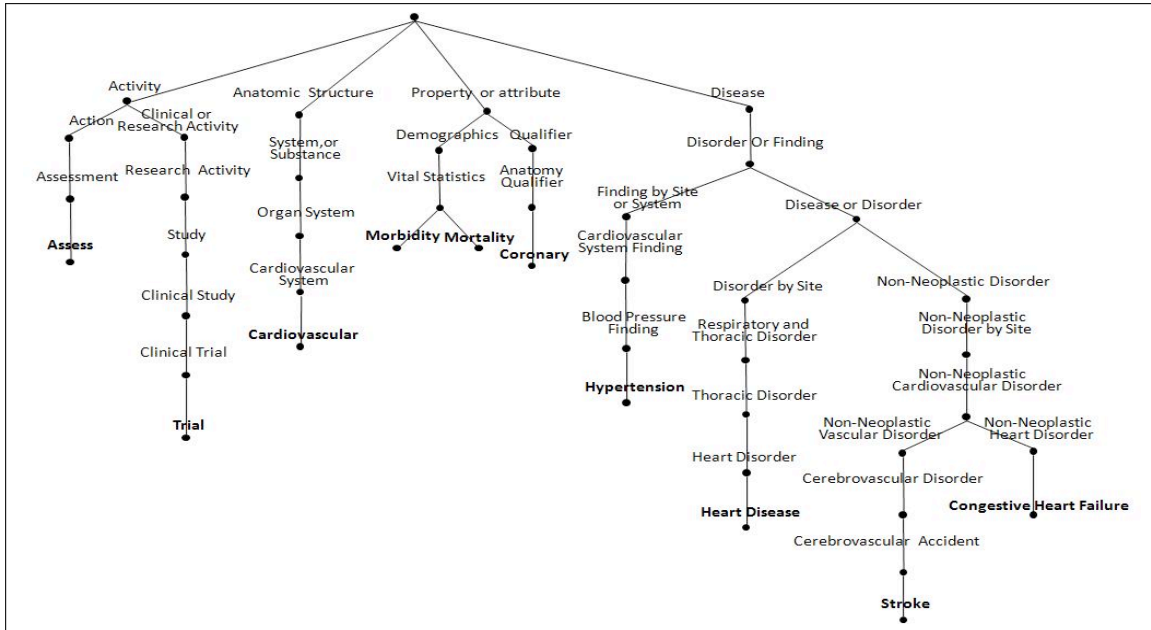 Activity
Anatomic Structure
Property or attribute
Disease
Action
Clinical or
Research Activity
System,or
Substance
Demographics
Qualifier
Disorder Or Finding
Assessment
Research Activity
Vital Statistics
Anatomy
Qualifier
Finding by Site
or System
Disease or Disorder
Organ System
Assess
Study
Morbidity
Mortality
Coronary
Cardiovascular
System Finding
Cardiovascular
System
Disorder by Site
Non-Neoplastic Disorder
Clinical Study
Blood Pressure
Finding
Respiratory and
Thoracic Disorder
Non-Neoplastic
Disorder by Site
Cardiovascular
Clinical Trial
Hypertension
Thoracic Disorder
Non-Neoplastic
Cardiovascular Disorder
Trial
Non-Neoplastic
Vascular Disorder
Non-Neoplastic
Heart Disorder
Heart Disorder
Cerebrovascular Disorder
Heart Disease
Congestive Heart Failure
Cerebrovascular Accident
Stroke